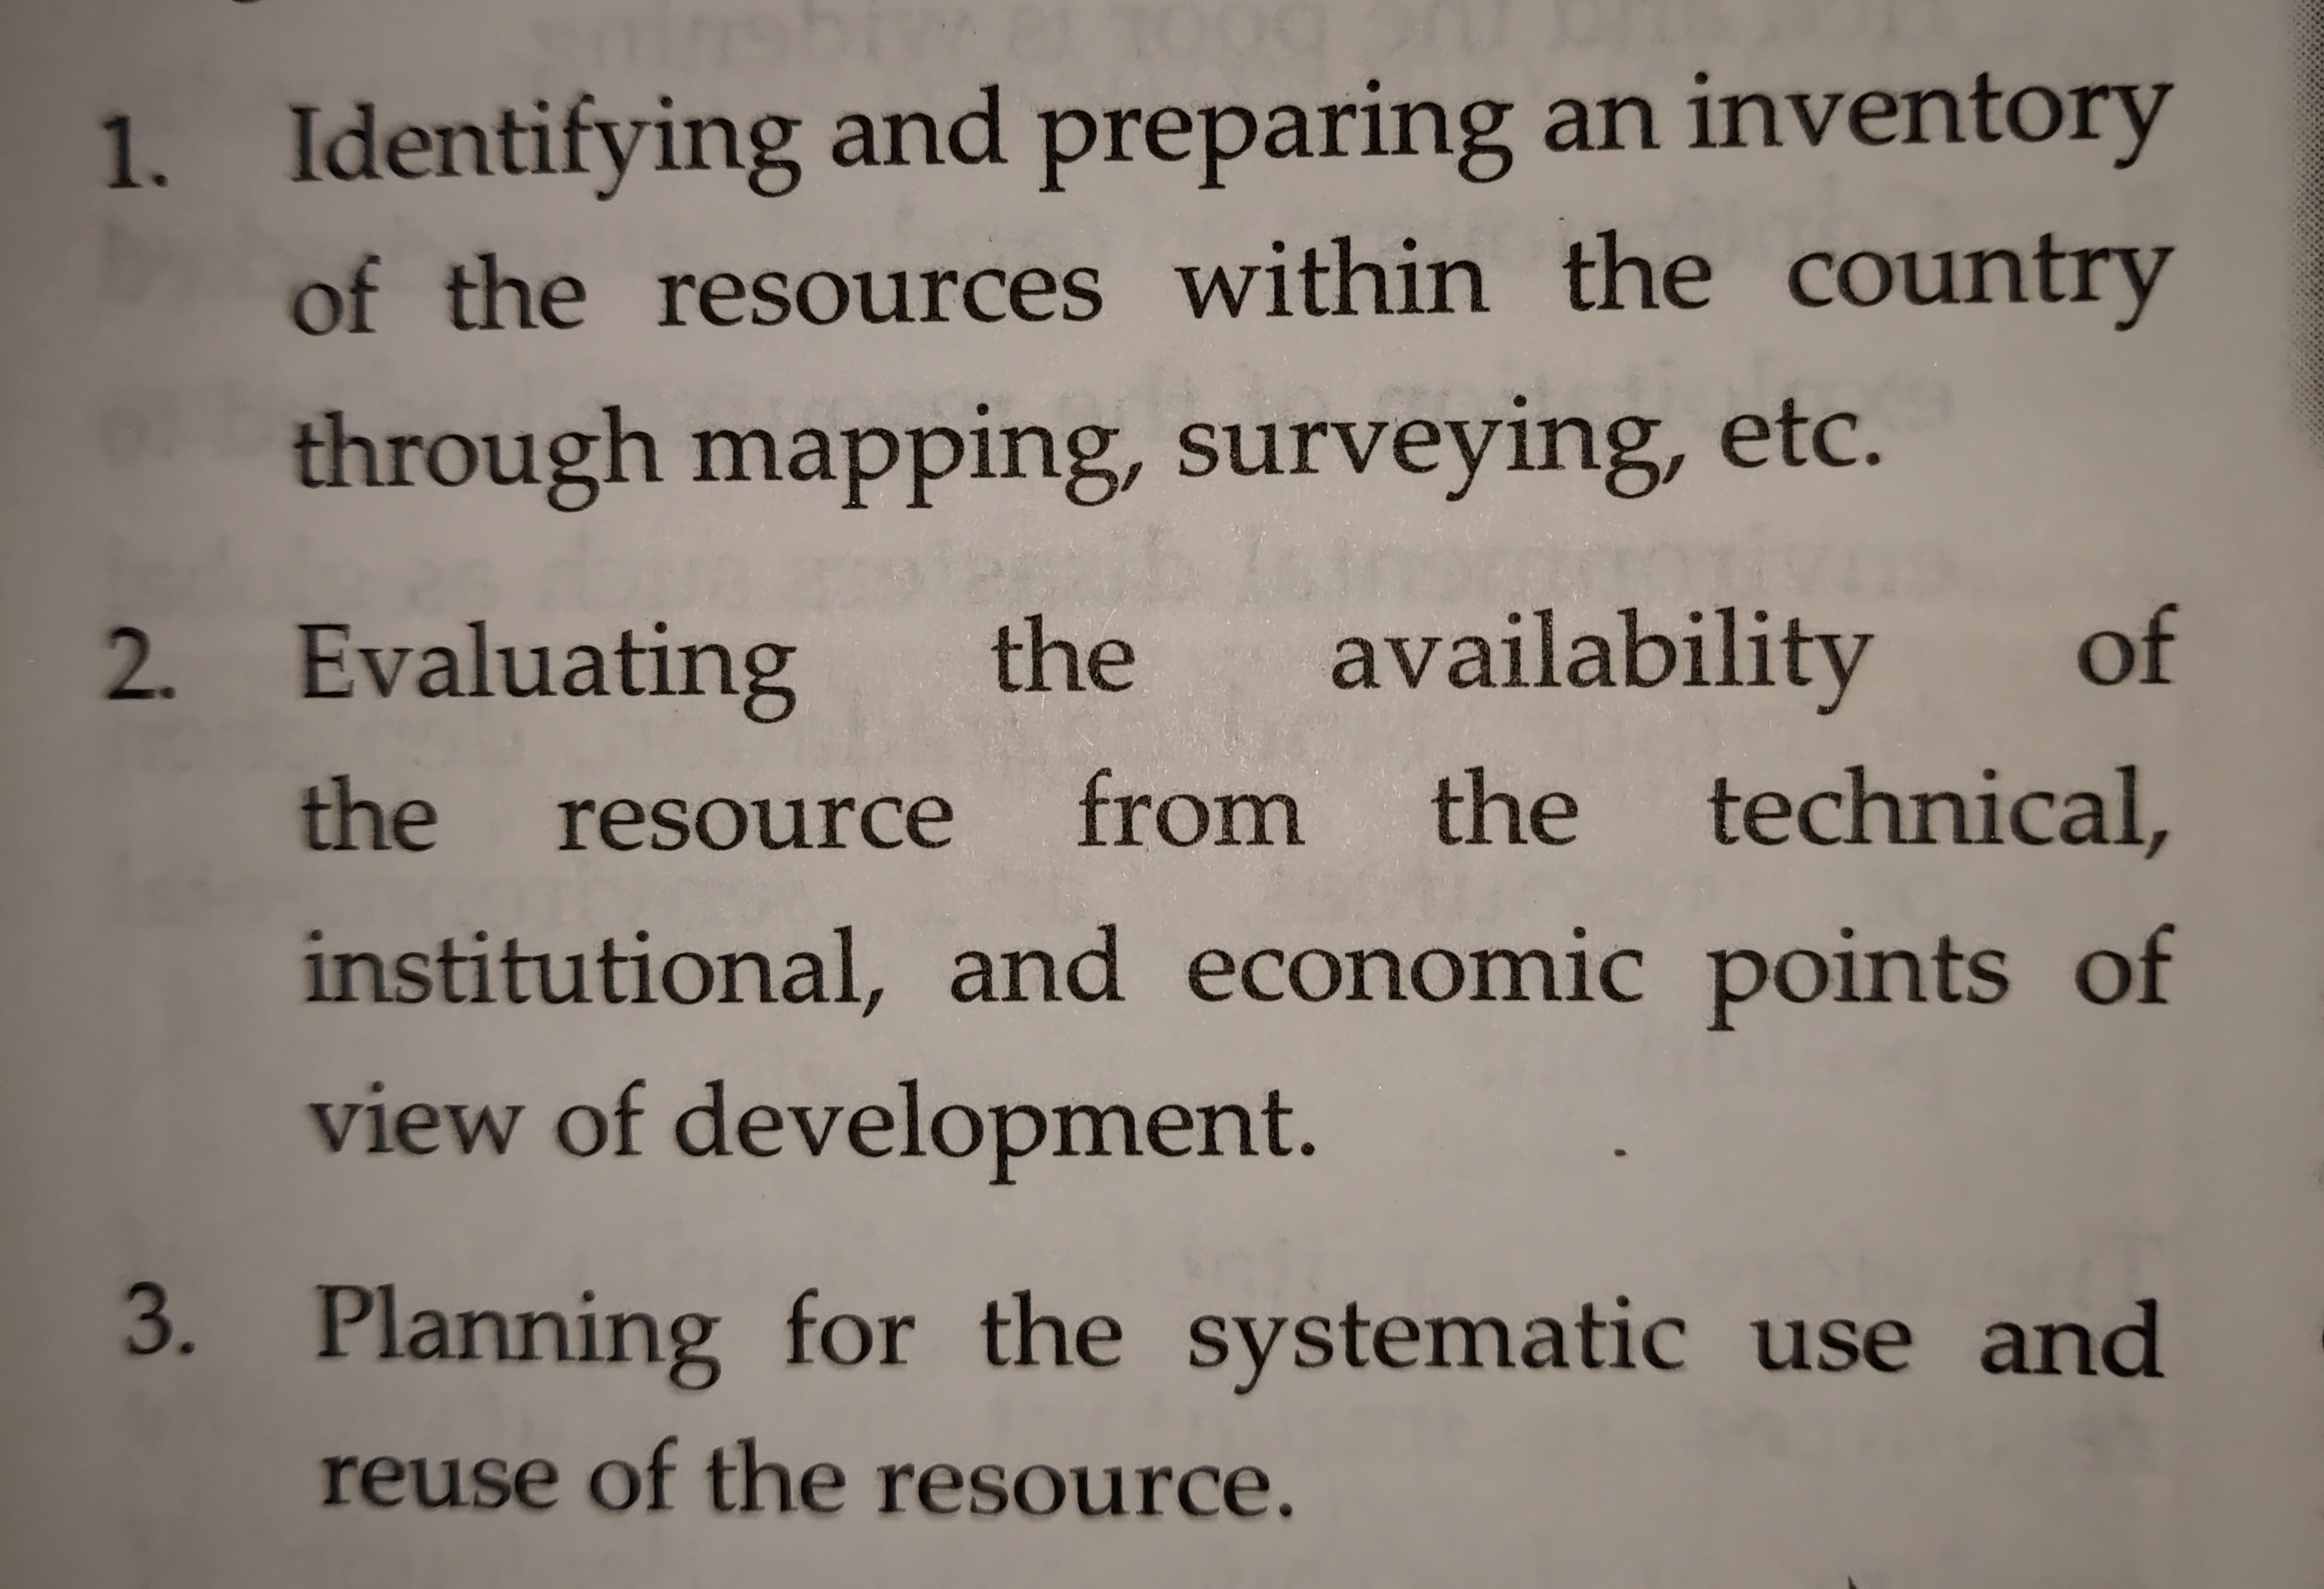 1. Identifying and preparing an inventory
of the resources within the country
through mapping, surveying, etc.
2. Evaluating the availability of
the resource from the technical,
institutional, and economic points of
view of development.
3. Planning for the systematic use and
reuse of the resource.